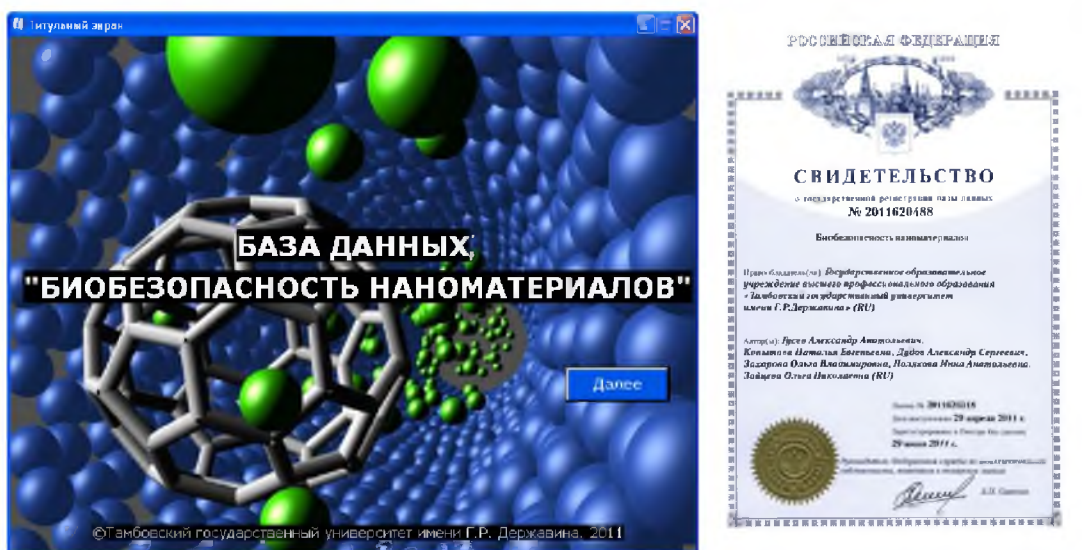 Титульный экран
БАЗА ДАННЫХ
"БИОБЕЗОПАСНОСТЬ НАНОМАТЕРИАЛОВ"
Далее
©Тамбовский государственный университет имени Г.Р. Державина, 2011
РОССИЙСКАЯ ФЕДЕРАЦИЯ
СВИДЕТЕЛЬСТВО
о государственной регистрации базы данных
№ 2011620488
Биобезопасность наноматериалов
Правообладатель(ли): Государственное образовательное
учреждение высшего профессионального образования
«Тамбовский государственный университет
имени Г.Р.Державина» (RU)
Автор(ы): Гусев Александр Анатольевич,
Копытова Наталья Евгеньевна, Дудов Александр Сергеевич,
Захарова Ольга Владимировна, Полякова Нина Анатольевна,
Зайцева Ольга Николаевна (RU)
29 апреля 2011 г.
29 июня 2011 г.